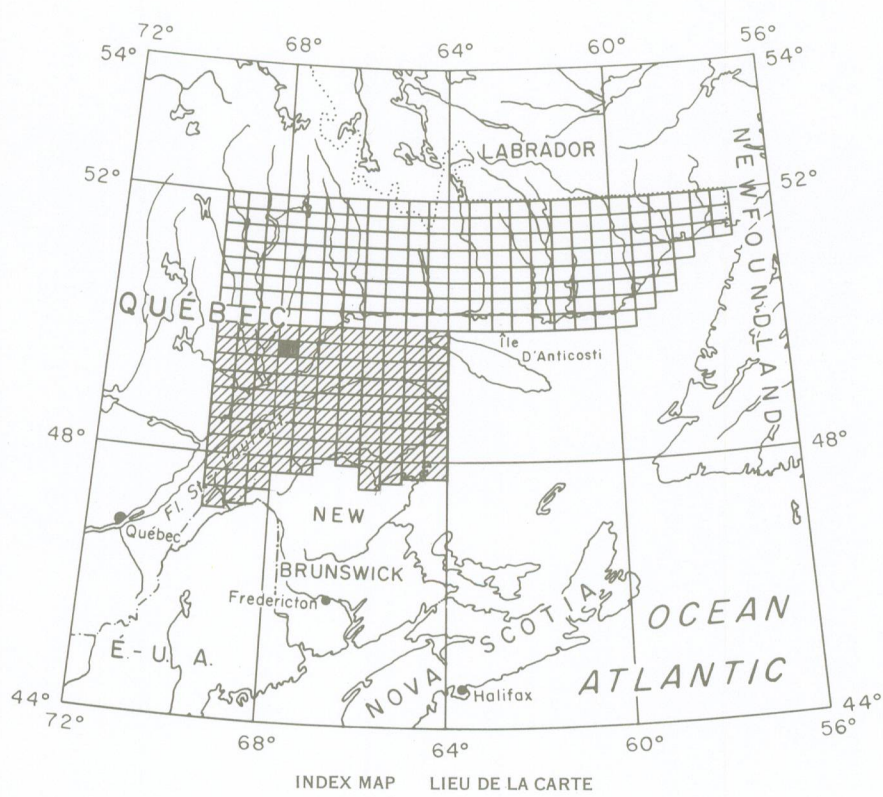 72° 68° 64° 60° 56°
54° 54°
LABRADOR
52° 52°
NEWFOUNDLAND
QUÉBEC
Île
D'Anticosti
48° 48°
Fl. St. Laurent
Québec
NEW
BRUNSWICK
Fredericton
NOVA SCOTIA
OCEAN
ATLANTIC
É.-U. A.
Halifax
44° 44°
72° 68° 64° 60° 56°
INDEX MAP LIEU DE LA CARTE